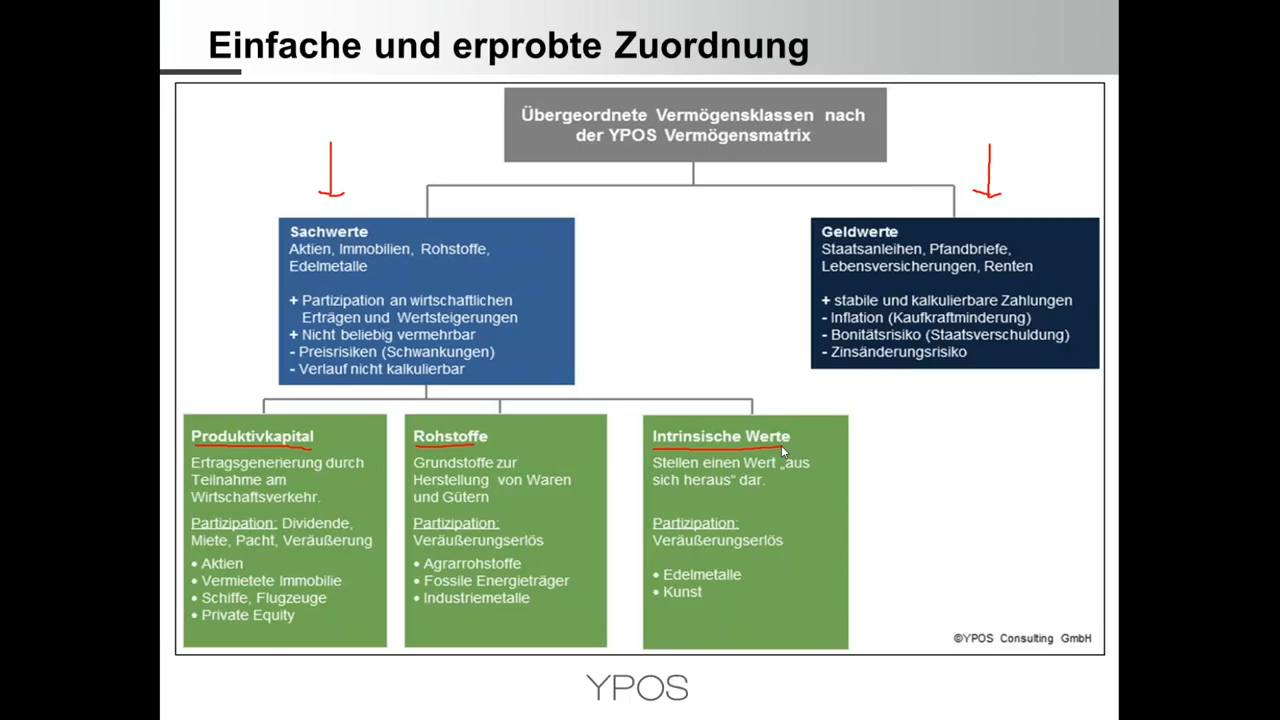 Einfache und erprobte Zuordnung
Übergeordnete Vermögensklassen nach
der YPOS Vermögensmatrix
Sachwerte
Aktien, Immobilien, Rohstoffe,
Edelmetalle
+ Partizipation an wirtschaftlichen
Erträgen und Wertsteigerungen
+ Nicht beliebig vermehrbar
- Preisrisiken (Schwankungen)
- Verlauf nicht kalkulierbar
Geldwerte
Staatsanleihen, Pfandbriefe,
Lebensversicherungen, Renten
+ stabile und kalkulierbare Zahlungen
- Inflation (Kaufkraftminderung)
- Bonitätsrisiko (Staatsverschuldung)
- Zinsänderungsrisiko
Produktivkapital
Ertragsgenerierung durch
Teilnahme am
Wirtschaftsverkehr.
Partizipation: Dividende,
Miete, Pacht, Veräußerung
• Aktien
• Vermietete Immobilie
• Schiffe, Flugzeuge
• Private Equity
Rohstoffe
Grundstoffe zur
Herstellung von Waren
und Gütern
Partizipation:
Veräußerungserlös
• Agrarrohstoffe
• Fossile Energieträger
• Industriemetalle
Intrinsische Werte
Stellen einen Wert „aus
sich heraus“ dar.
Partizipation:
Veräußerungserlös
• Edelmetalle
• Kunst
©YPOS Consulting GmbH
YPOS